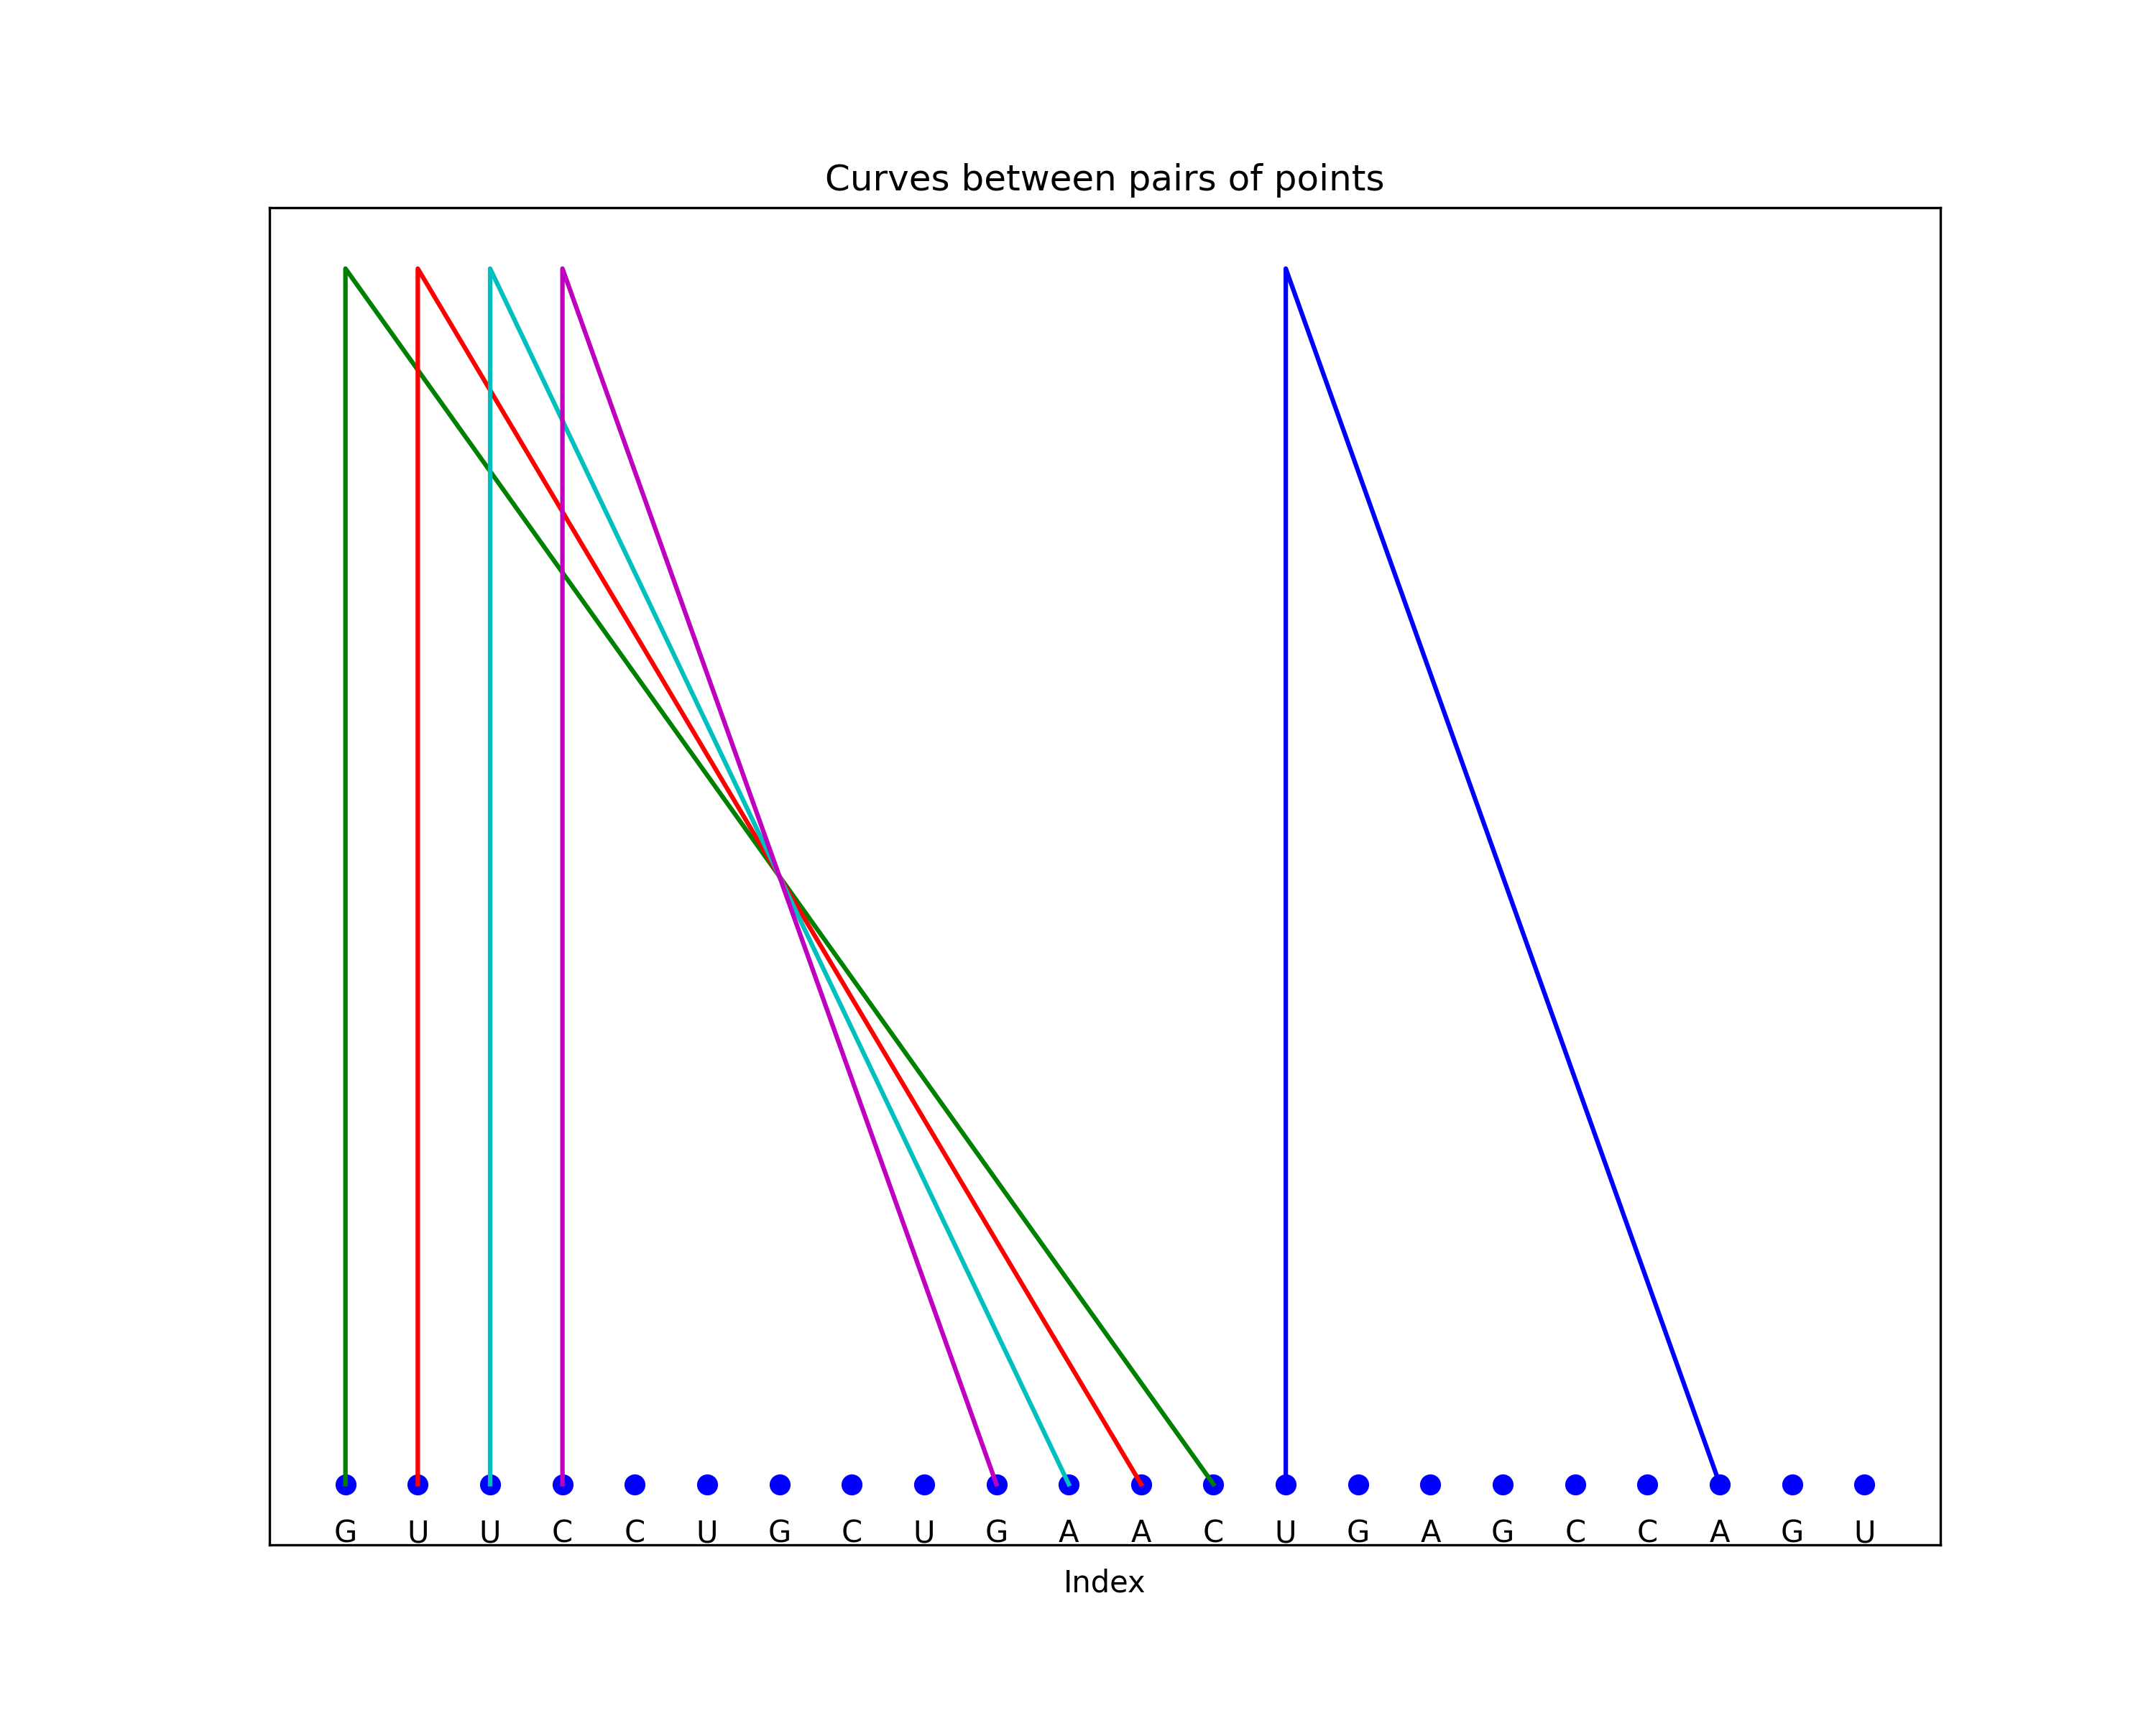 Curves between pairs of points
G U U C C U G C U G A A C U G A G C C A G U
Index